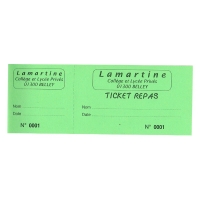 Lamartine
Collège et Lycée Privés
01300 BELLEY
Nom
Date
N° 0001
Lamartine
Collège et Lycée Privés
01300 BELLEY
TICKET REPAS
Nom
Date
N° 0001